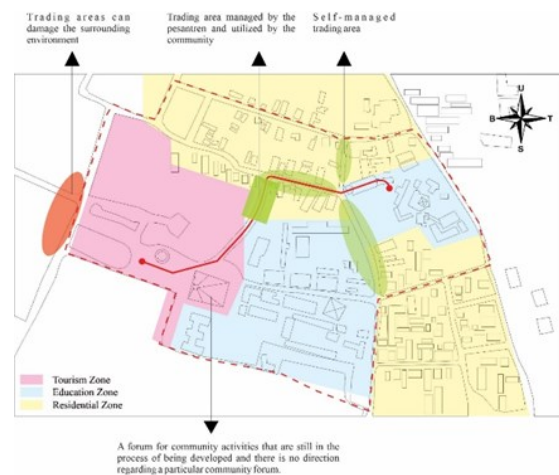 Trading areas can
damage the surrounding
environment
Trading area managed by the
pesantren and utilized by the
community
Self-managed
trading area
U
B
T
S
Tourism Zone
Education Zone
Residential Zone
A forum for community activities that are still in the
process of being developed and there is no direction
regarding a particular community forum.